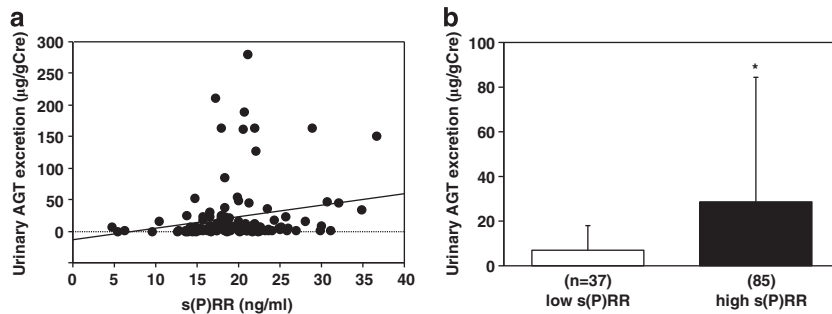 a
Urinary AGT excretion (µg/gCre)
300
250
200
150
100
50
0
0 5 10 15 20 25 30 35 40
s(P)RR (ng/ml)
b
Urinary AGT excretion (µg/gCre)
100
80
60
40
20
0
*
(n=37) (85)
low s(P)RR high s(P)RR